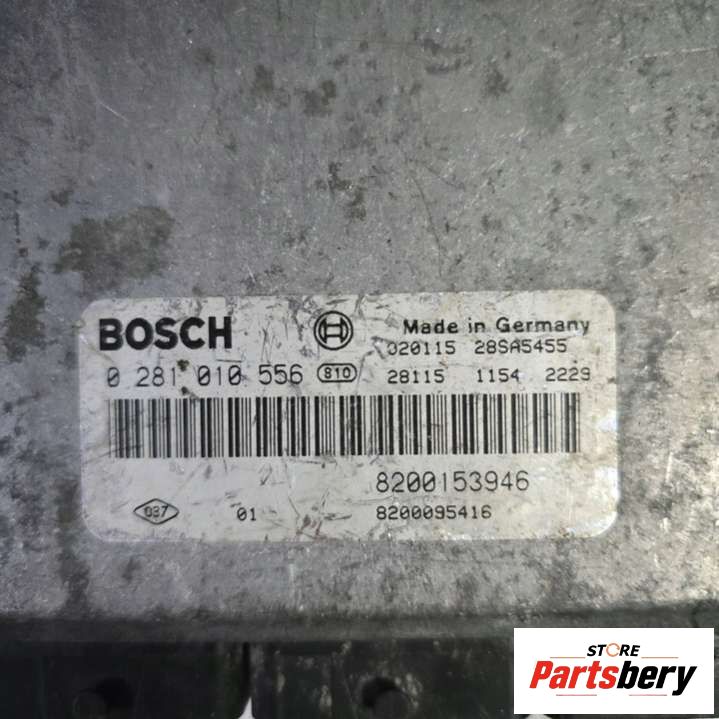 BOSCH
Made in Germany
020115 28SA5455
0 281 010 556 S10 28115 1154 2229
8200153946
037 01 8200095416
STORE
Partsbery